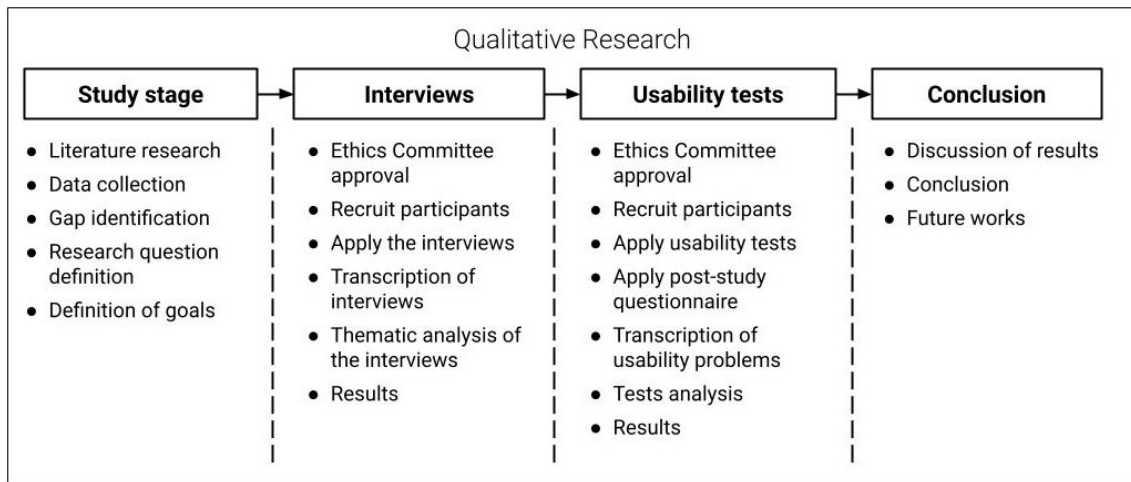 Qualitative Research
Study stage
Interviews
Usability tests
Conclusion
● Literature research
● Data collection
● Gap identification
● Research question
definition
● Definition of goals
● Ethics Committee
approval
● Recruit participants
● Apply the interviews
● Transcription of
interviews
● Thematic analysis of
the interviews
● Results
● Ethics Committee
approval
● Recruit participants
● Apply usability tests
● Apply post-study
questionnaire
● Transcription of
usability problems
● Tests analysis
● Results
● Discussion of results
● Conclusion
● Future works